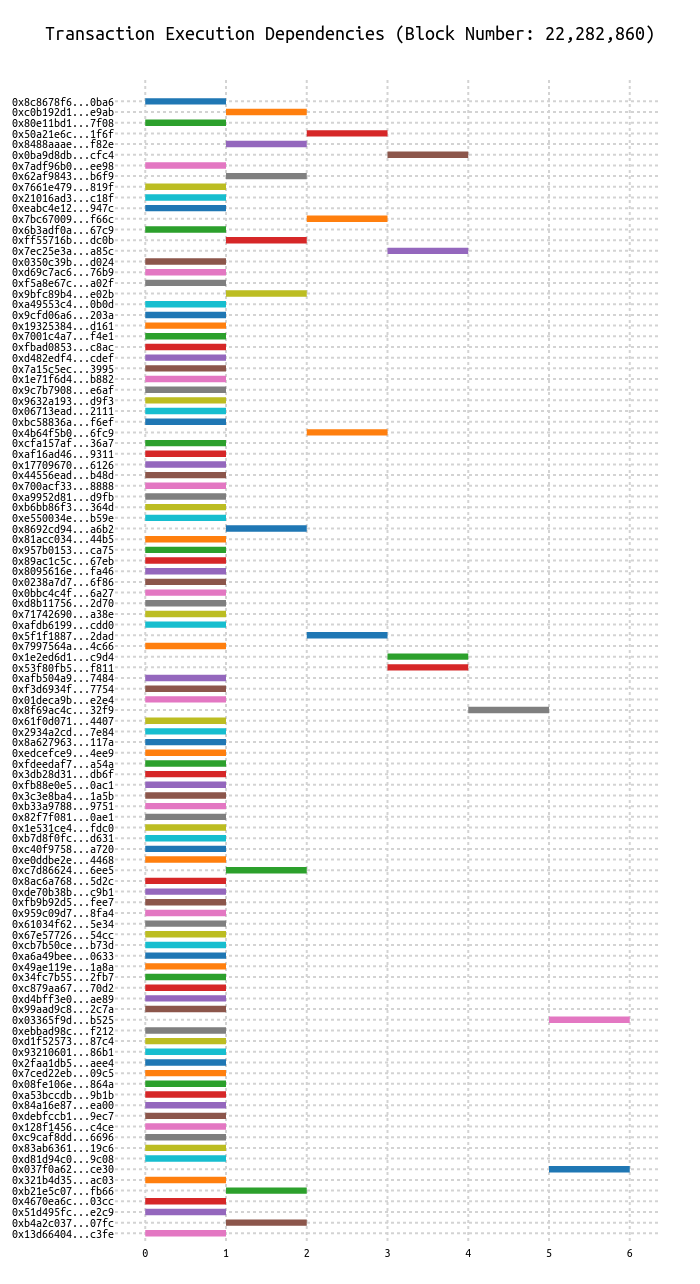 Transaction Execution Dependencies (Block Number: 22,282,860)
0x8c8678f6...0ba6
0xc0b192d1...e9ab
0x80e11bd1...7f08
0x50a21e6c...1f6f
0x8488aaae...f82e
0x0ba9d8db...cfc4
0x7adf96b0...ee98
0x62af9843...b6f9
0x7661e479...819f
0x21016ad3...c18f
0xeabc4e12...947c
0x7bc67009...f66c
0x6b3adf0a...67c9
0xff55716b...dc0b
0x7ec25e3a...a85c
0x0350c39b...d024
0xd69c7ac6...76b9
0xf5a8e67c...a02f
0x9bfc89b4...e02b
0xa49553c4...0b0d
0x9cfd06a6...203a
0x19325384...d161
0x7001c4a7...f4e1
0xfbad0853...c8ac
0xd482edf4...cdef
0x7a15c5ec...3995
0x1e71f6d4...b882
0x9c7b7908...e6af
0x9632a193...d9f3
0x06713ead...2111
0xbc58836a...f6ef
0x4b64f5b0...6fc9
0xcfa157af...36a7
0xaf16ad46...9311
0x17709670...6126
0x44556ead...b48d
0x700acf33...8888
0xa9952d81...d9fb
0xb6bb86f3...364d
0xe550034e...b59e
0x8692cd94...a6b2
0x81acc034...44b5
0x957b0153...ca75
0x89ac1c5c...67eb
0x8095616e...fa46
0x0238a7d7...6f86
0x0bbc4c4f...6a27
0xd8b11756...2d70
0x71742690...a38e
0xafdb6199...cdd0
0x5f1f1887...2dad
0x7997564a...4c66
0x1e2ed6d1...c9d4
0x53f80fb5...f811
0xafb504a9...7484
0xf3d6934f...7754
0x01deca9b...e2e4
0x8f69ac4c...32f9
0x61f0d071...4407
0x2934a2cd...7e84
0x8a627963...117a
0xedcefce9...4ee9
0xfdeedaf7...a54a
0x3db28d31...db6f
0xfb88e0e5...0ac1
0x3c3e8ba4...1a5b
0xb33a9788...9751
0x82f7f081...0ae1
0x1e531ce4...fdc0
0xb7d8f0fc...d631
0xc40f9758...a720
0xe0ddbe2e...4468
0xc7d86624...6ee5
0x8ac6a768...5d2c
0xde70b38b...c9b1
0xfb9b92d5...fee7
0x959c09d7...8fa4
0x61034f62...5e34
0x67e57726...54cc
0xcb7b50ce...b73d
0xa6a49bee...0633
0x49ae119e...1a8a
0x34fc7b55...2fb7
0xc879aa67...70d2
0xd4bff3e0...ae89
0x99aad9c8...2c7a
0x03365f9d...b525
0xebbad98c...f212
0xd1f52573...87c4
0x93210601...86b1
0x2faa1db5...aee4
0x7ced22eb...09c5
0x08fe106e...864a
0xa53bccdb...9b1b
0x84a16e87...ea00
0xdebfccb1...9ec7
0x128f1456...c4ce
0xc9caf8dd...6696
0x83ab6361...19c6
0xd81d94c0...9c08
0x037f0a62...ce30
0x321b4d35...ac03
0xb21e5c07...fb66
0x4670ea6c...03cc
0x51d495fc...e2c9
0xb4a2c037...07fc
0x13d66404...c3fe
0 1 2 3 4 5 6